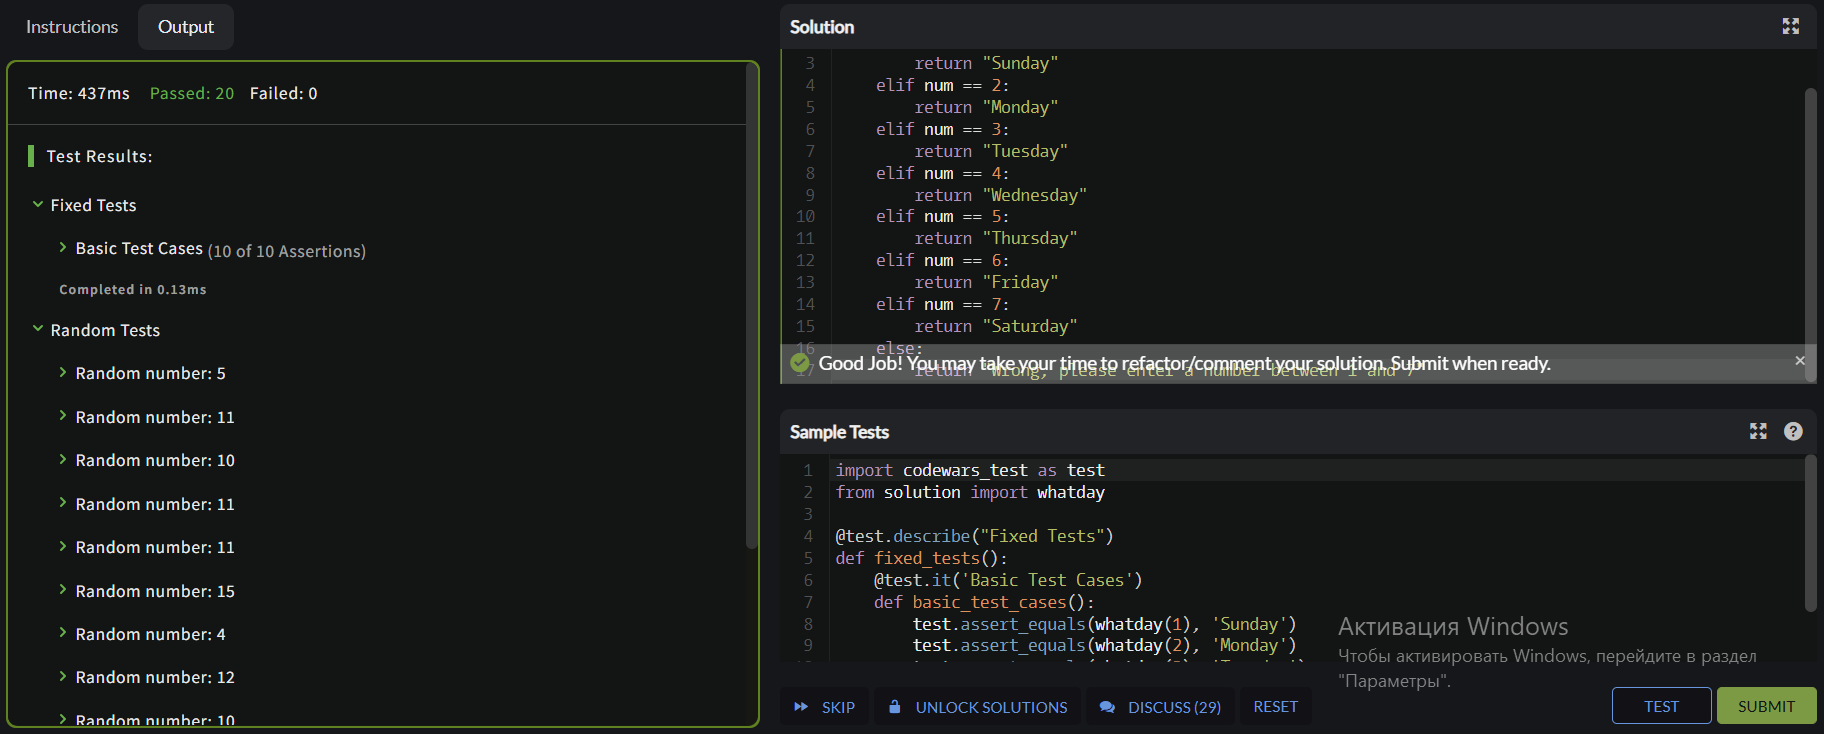 Instructions
Output
Time: 437ms Passed: 20 Failed: 0
Test Results:
Fixed Tests
Basic Test Cases (10 of 10 Assertions)
Completed in 0.13ms
Random Tests
Random number: 5
Random number: 11
Random number: 10
Random number: 11
Random number: 11
Random number: 15
Random number: 4
Random number: 12
Random number: 10
Solution
3 return "Sunday"
4 elif num == 2:
5 return "Monday"
6 elif num == 3:
7 return "Tuesday"
8 elif num == 4:
9 return "Wednesday"
10 elif num == 5:
11 return "Thursday"
12 elif num == 6:
13 return "Friday"
14 elif num == 7:
15 return "Saturday"
16 else:
17 return "Wrong, please enter a number between 1 and 7"
Good Job! You may take your time to refactor/comment your solution. Submit when ready.
Sample Tests
1 import codewars_test as test
2 from solution import whatday
3
4 @test.describe("Fixed Tests")
5 def fixed_tests():
6 @test.it('Basic Test Cases')
7 def basic_test_cases():
8 test.assert_equals(whatday(1), 'Sunday')
9 test.assert_equals(whatday(2), 'Monday')
Активация Windows
Чтобы активировать Windows, перейдите в раздел
"Параметры".
SKIP
UNLOCK SOLUTIONS
DISCUSS (29)
RESET
TEST
SUBMIT